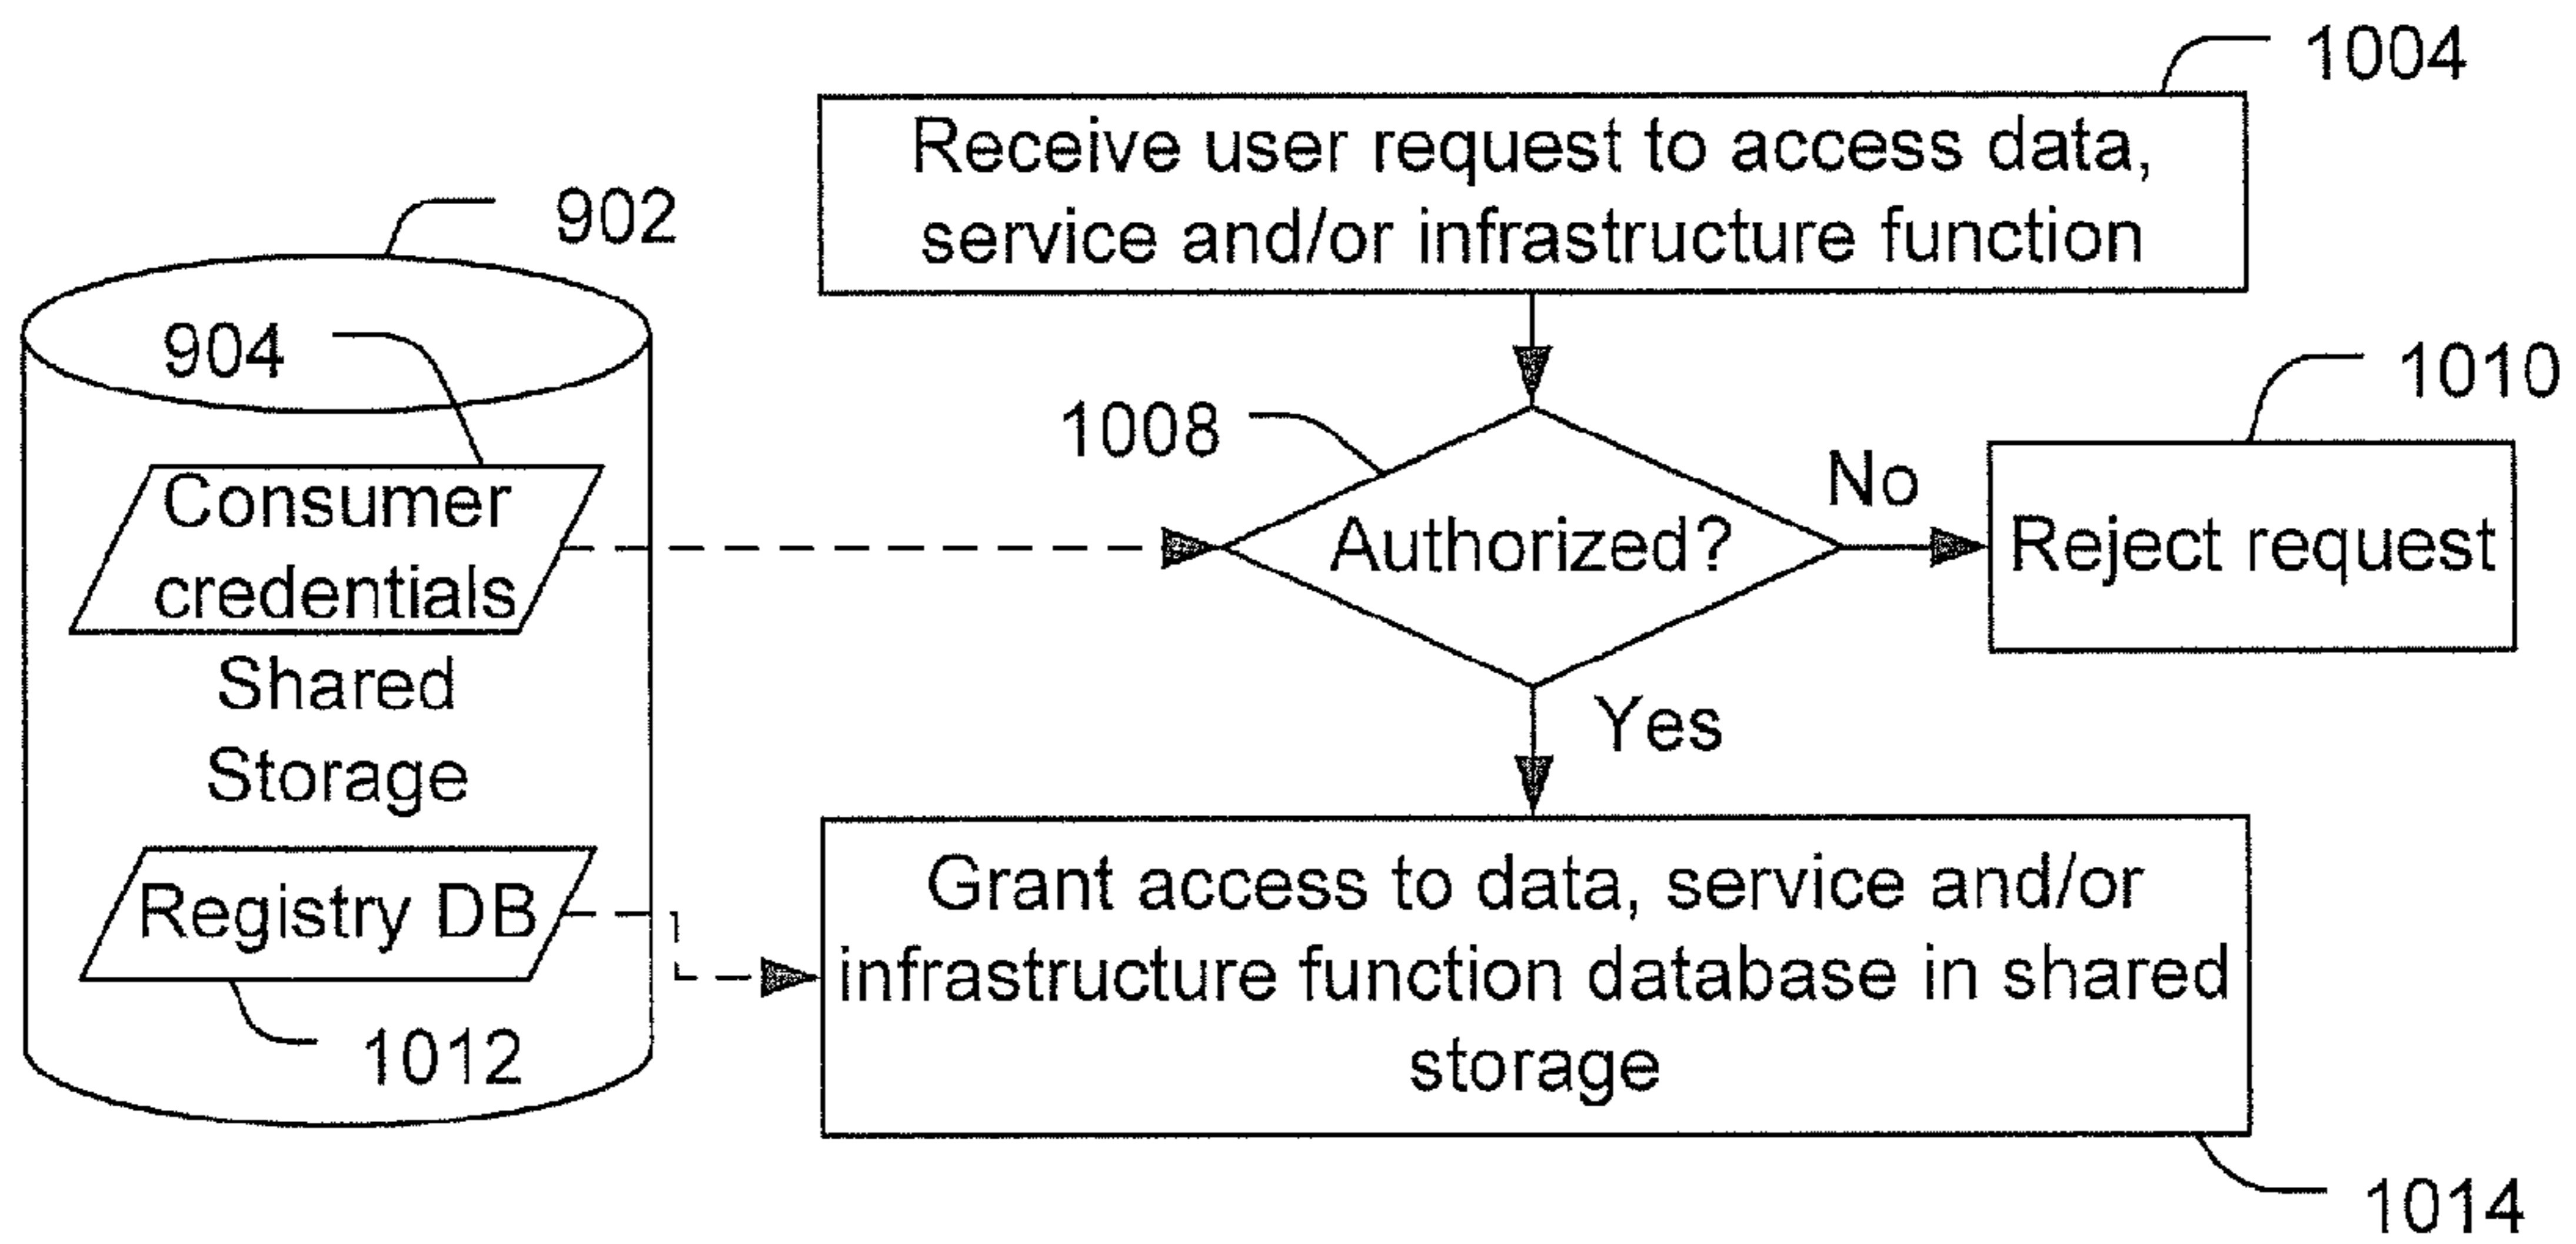 1004
Receive user request to access data,
service and/or infrastructure function
902
904
1010
1008
No
Consumer
credentials
Authorized?
Reject request
Shared
Storage
Yes
Registry DB
Grant access to data, service and/or
infrastructure function database in shared
storage
1012
1014